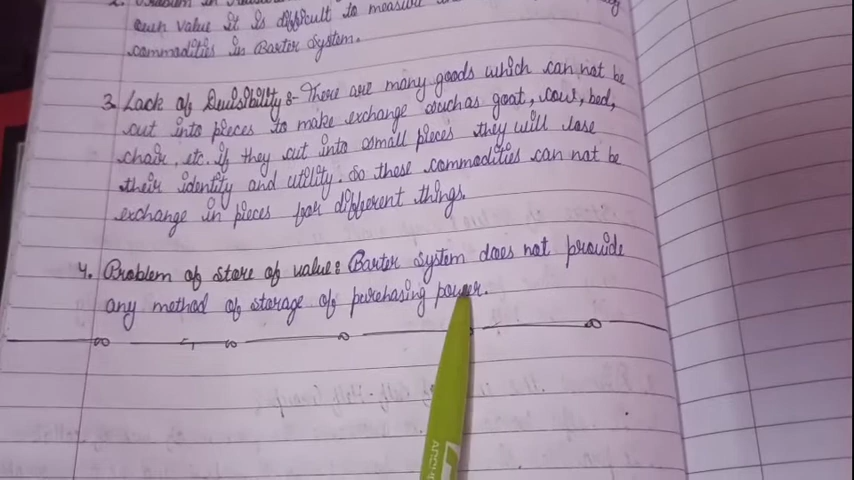 2. Problem in
each value it is difficult to measure
commodities in Barter System.
3. Lack of Devisibility :- There are many goods which can not be
cut into pieces to make exchange such as goat, cow, bed,
chair, etc. if they cut into small pieces they will lose
their identity and utility. So these commodities can not be
exchange in pieces for different things.
4. Problem of store of value: Barter system does not provide
any method of storage of purchasing power.